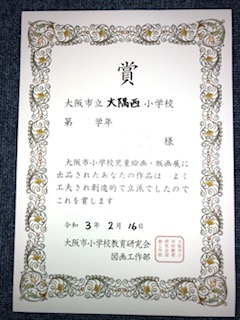 賞
大阪市立 大隅西 小学校
第 学年
様
大阪市小学校児童絵画・版画展に
出品されたあなたの作品は よく
工夫され創造的で立派でしたので
これを賞します
令和 3年 2月 16日
大阪市小学校教育研究会
図画工作部